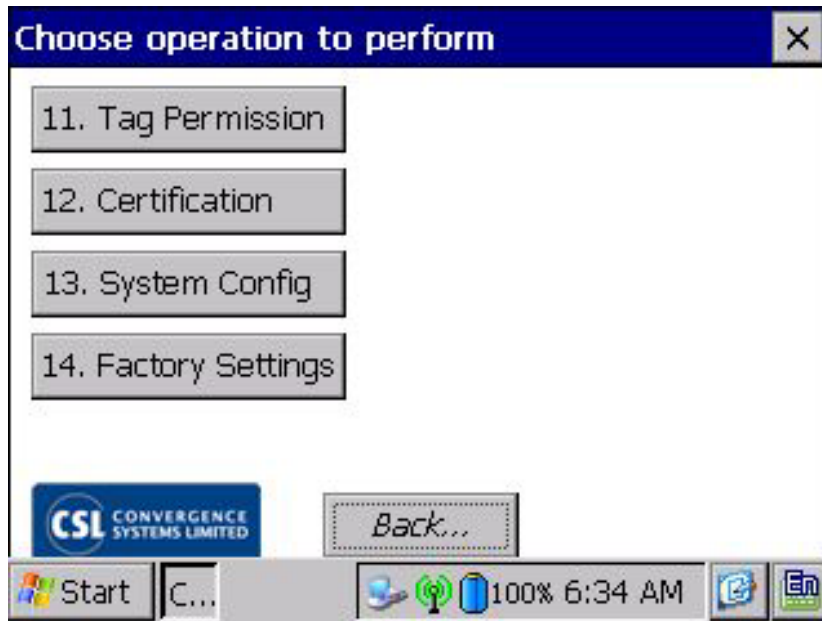 Choose operation to perform
11. Tag Permission
12. Certification
13. System Config
14. Factory Settings
CSL CONVERGENCE
SYSTEMS LIMITED
Back...
Start C... 100% 6:34 AM En